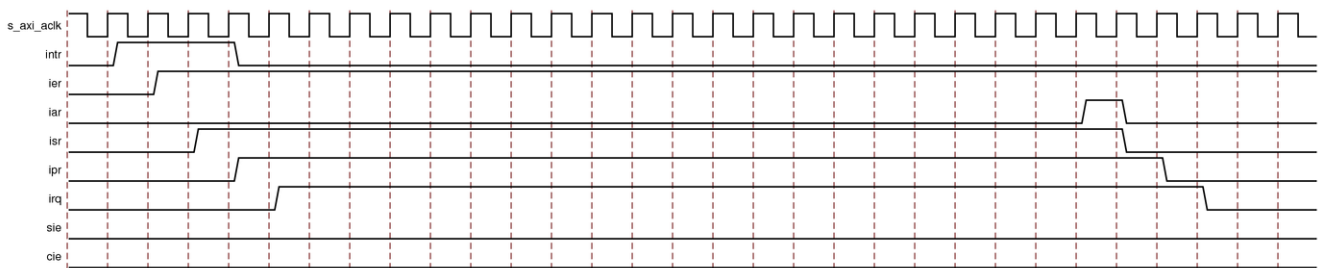 s_axi_aclk
intr
ier
iar
isr
ipr
irq
sie
cie